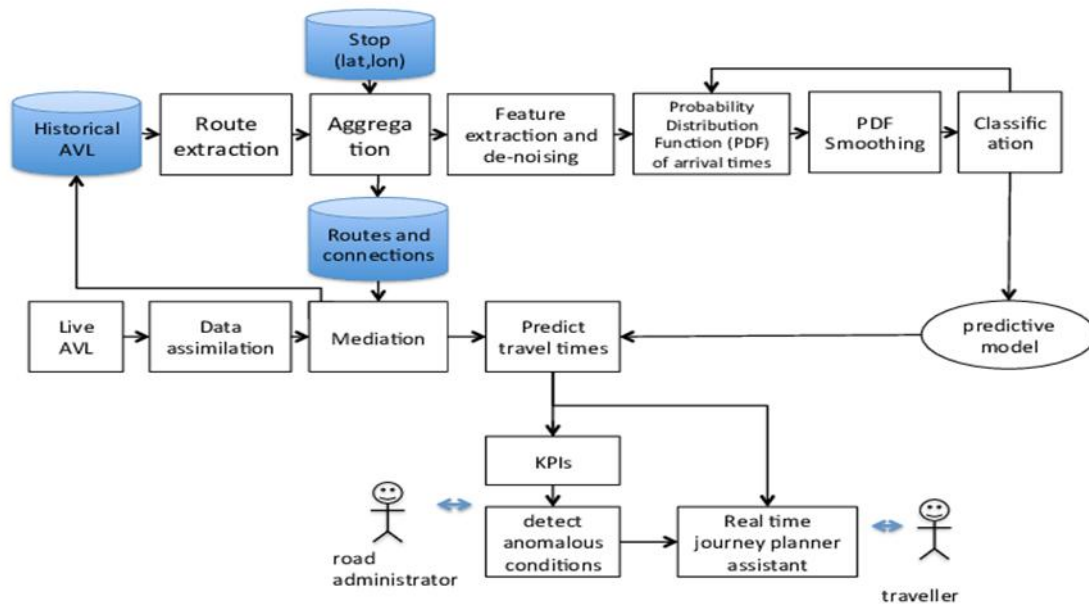 Stop
(lat,lon)
Historical
AVL
Route
extraction
Aggrega
tion
Feature
extraction and
de-noising
Probability
Distribution
Function (PDF)
of arrival times
PDF
Smoothing
Classific
ation
Routes and
connections
Live
AVL
Data
assimilation
Mediation
Predict
travel times
predictive
model
KPIs
road
administrator
detect
anomalous
conditions
Real time
journey planner
assistant
traveller